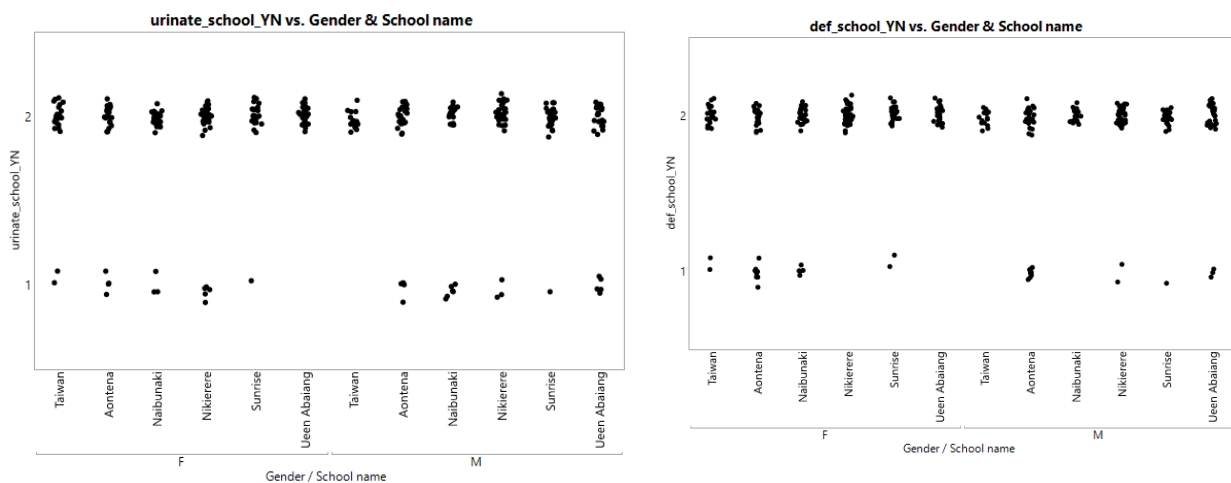 urinate_school_YN vs. Gender & School name
urinate_school_YN
2
1
Taiwan
Aontena
Naibunaki
Nikierere
Sunrise
Ueen Abaiang
Taiwan
Aontena
Naibunaki
Nikierere
Sunrise
Ueen Abaiang
F
M
Gender / School name
def_school_YN vs. Gender & School name
def_school_YN
2
1
Taiwan
Aontena
Naibunaki
Nikierere
Sunrise
Ueen Abaiang
Taiwan
Aontena
Naibunaki
Nikierere
Sunrise
Ueen Abaiang
F
M
Gender / School name